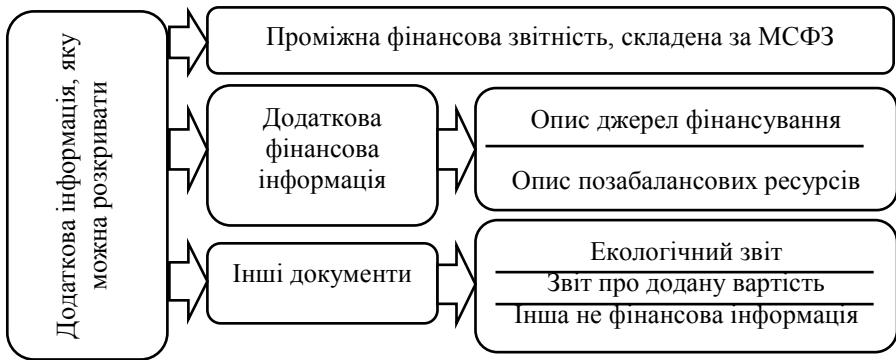 Додаткова інформація, яку
можна розкривати
Проміжна фінансова звітність, складена за МСФЗ
Додаткова
фінансова
інформація
Опис джерел фінансування
Опис позабалансових ресурсів
Інші документи
Екологічний звіт
Звіт про додану вартість
Інша не фінансова інформація